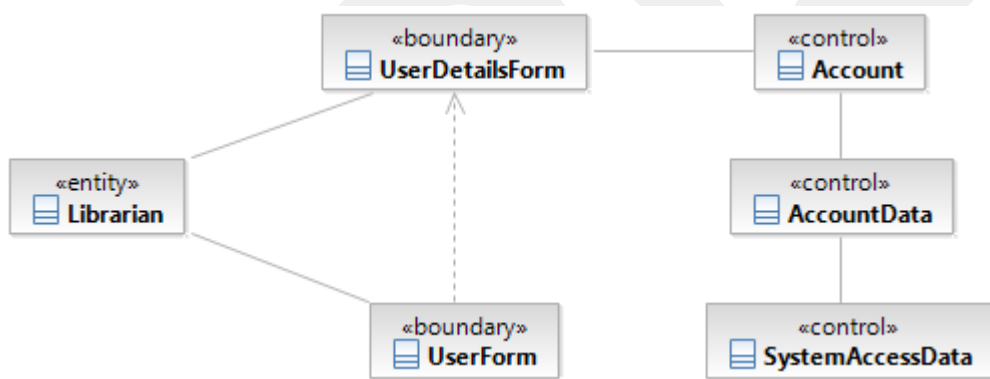 «boundary»
UserDetailsForm
«control»
Account
«entity»
Librarian
«control»
AccountData
«boundary»
UserForm
«control»
SystemAccessData